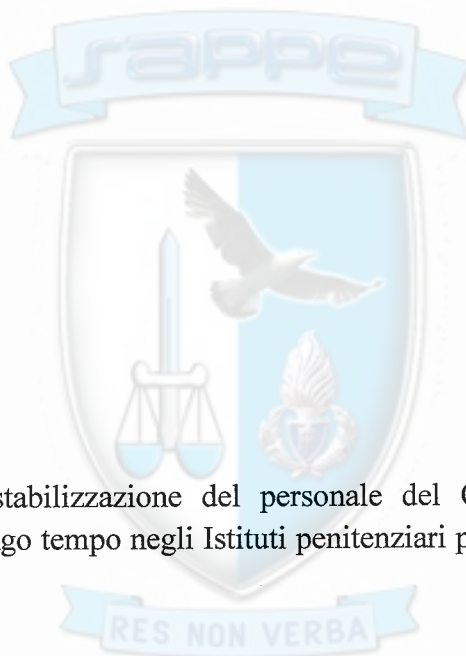 sappe
stabilizzazione del personale del
go tempo negli Istituti penitenziari p
RES NON VERBA